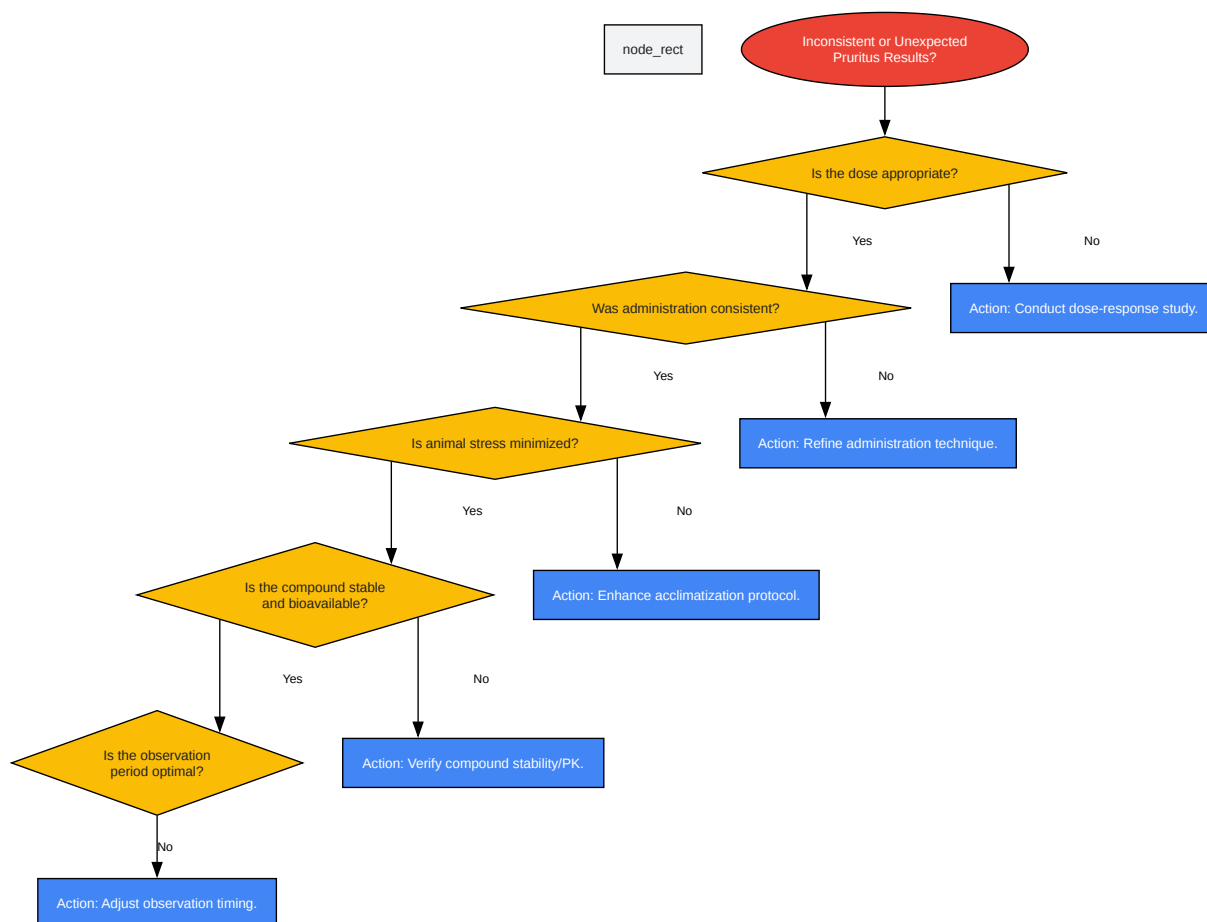 node_rect
Inconsistent or Unexpected
Pruritus Results?
Is the dose appropriate?
Yes
No
Was administration consistent?
Action: Conduct dose-response study.
Yes
No
Is animal stress minimized?
Action: Refine administration technique.
Yes
No
Is the compound stable
and bioavailable?
Action: Enhance acclimatization protocol.
Yes
No
Is the observation
period optimal?
Action: Verify compound stability/PK.
No
Action: Adjust observation timing.